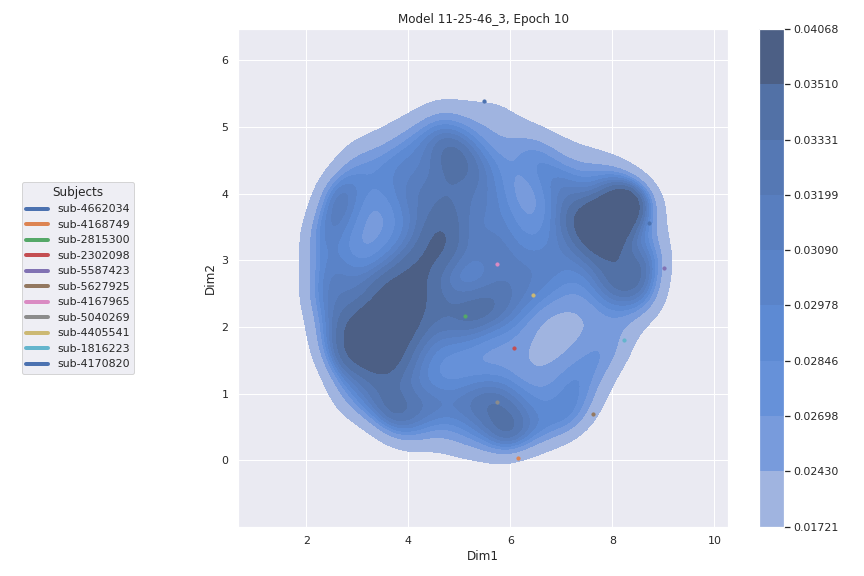 Model 11-25-46_3, Epoch 10
Subjects
sub-4662034
sub-4168749
sub-2815300
sub-2302098
sub-5587423
sub-5627925
sub-4167965
sub-5040269
sub-4405541
sub-1816223
sub-4170820
Dim2
6
5
4
3
2
1
0
2 4 6 8 10
Dim1
0.04068
0.03510
0.03331
0.03199
0.03090
0.02978
0.02846
0.02698
0.02430
0.01721